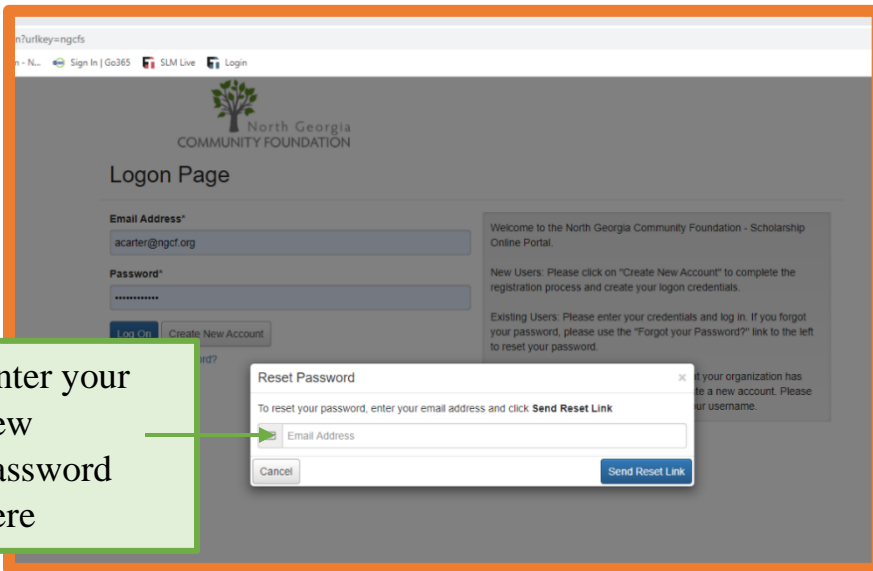 n?urlkey=ngcfs
n - N... Sign In | Go365 SLM Live Login
North Georgia
COMMUNITY FOUNDATION
Logon Page
Email Address*
acarter@ngcf.org
Password*
••••••••••••
Log On Create New Account
ord?
Welcome to the North Georgia Community Foundation - Scholarship
Online Portal.
New Users: Please click on "Create New Account" to complete the
registration process and create your logon credentials.
Existing Users: Please enter your credentials and log in. If you forgot
your password, please use the "Forgot your Password?" link to the left
to reset your password.
t your organization has
te a new account. Please
ur username.
Reset Password ×
To reset your password, enter your email address and click Send Reset Link
Email Address
Cancel Send Reset Link
nter your
ew
assword
ere